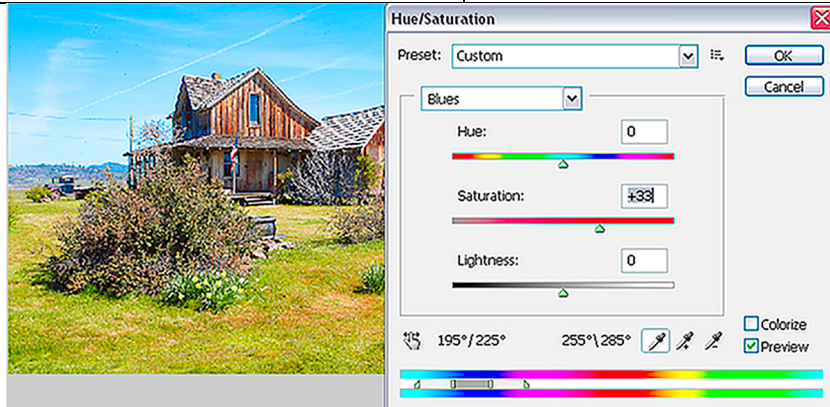 Hue/Saturation
Preset: Custom
OK
Cancel
Blues
Hue: 0
Saturation: +33
Lightness: 0
195°/225° 255°\285°
Colorize
Preview